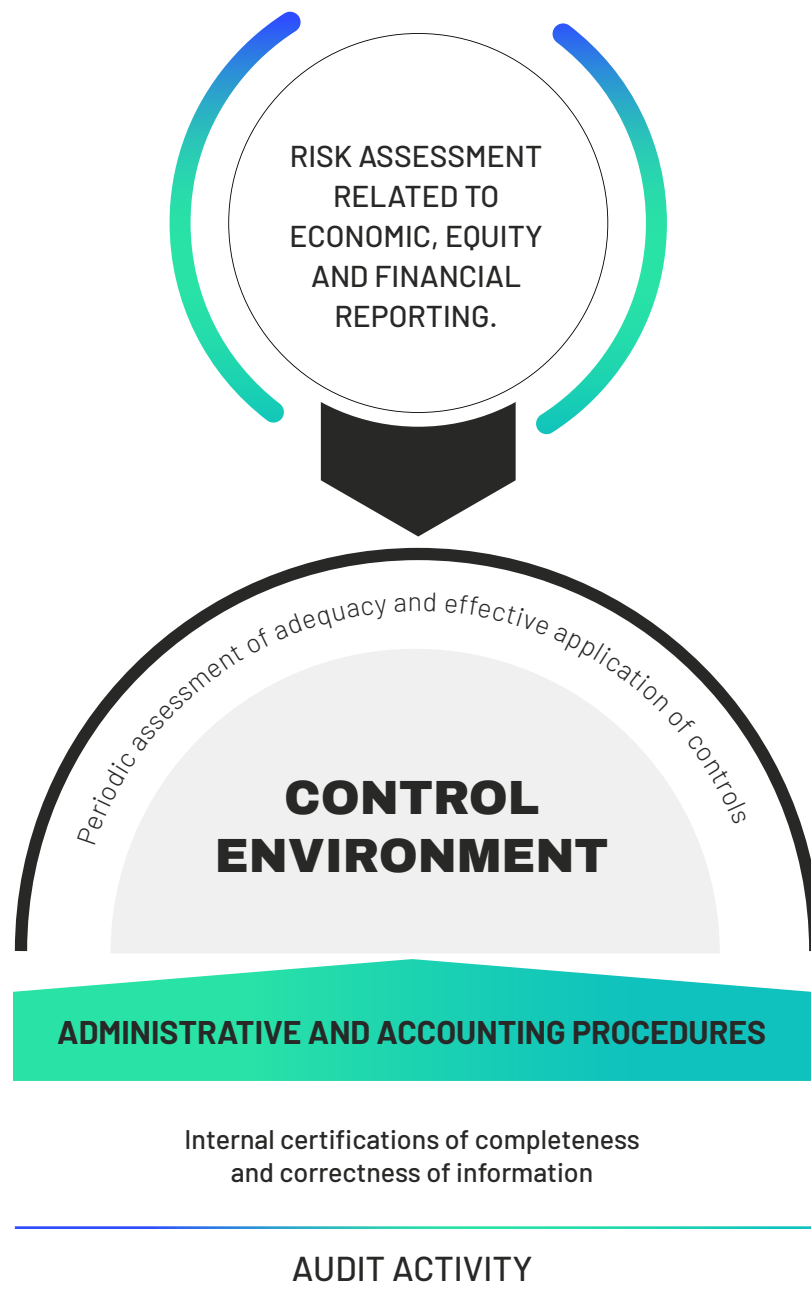 RISK ASSESSMENT
RELATED TO
ECONOMIC, EQUITY
AND FINANCIAL
REPORTING.
Periodic assessment of adequacy and effective application of controls
CONTROL
ENVIRONMENT
ADMINISTRATIVE AND ACCOUNTING PROCEDURES
Internal certifications of completeness
and correctness of information
AUDIT ACTIVITY